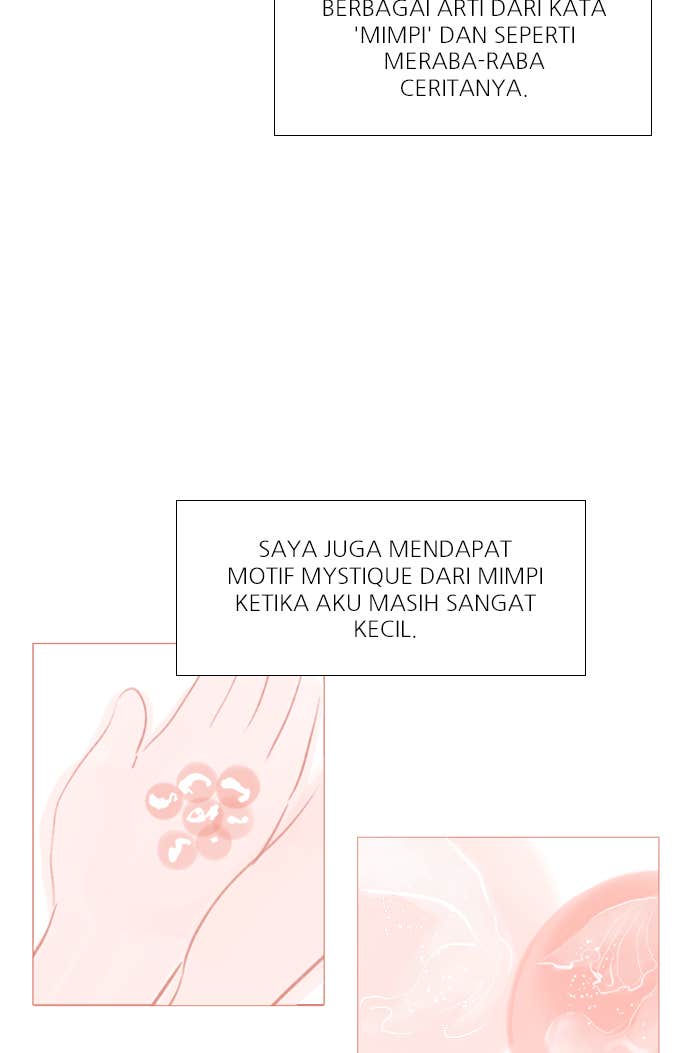 BERBAGAI ARTI DARI KATA
'MIMPI' DAN SEPERTI
MERABA-RABA
CERITANYA.
SAYA JUGA MENDAPAT
MOTIF MYSTIQUE DARI MIMPI
KETIKA AKU MASIH SANGAT
KECIL.